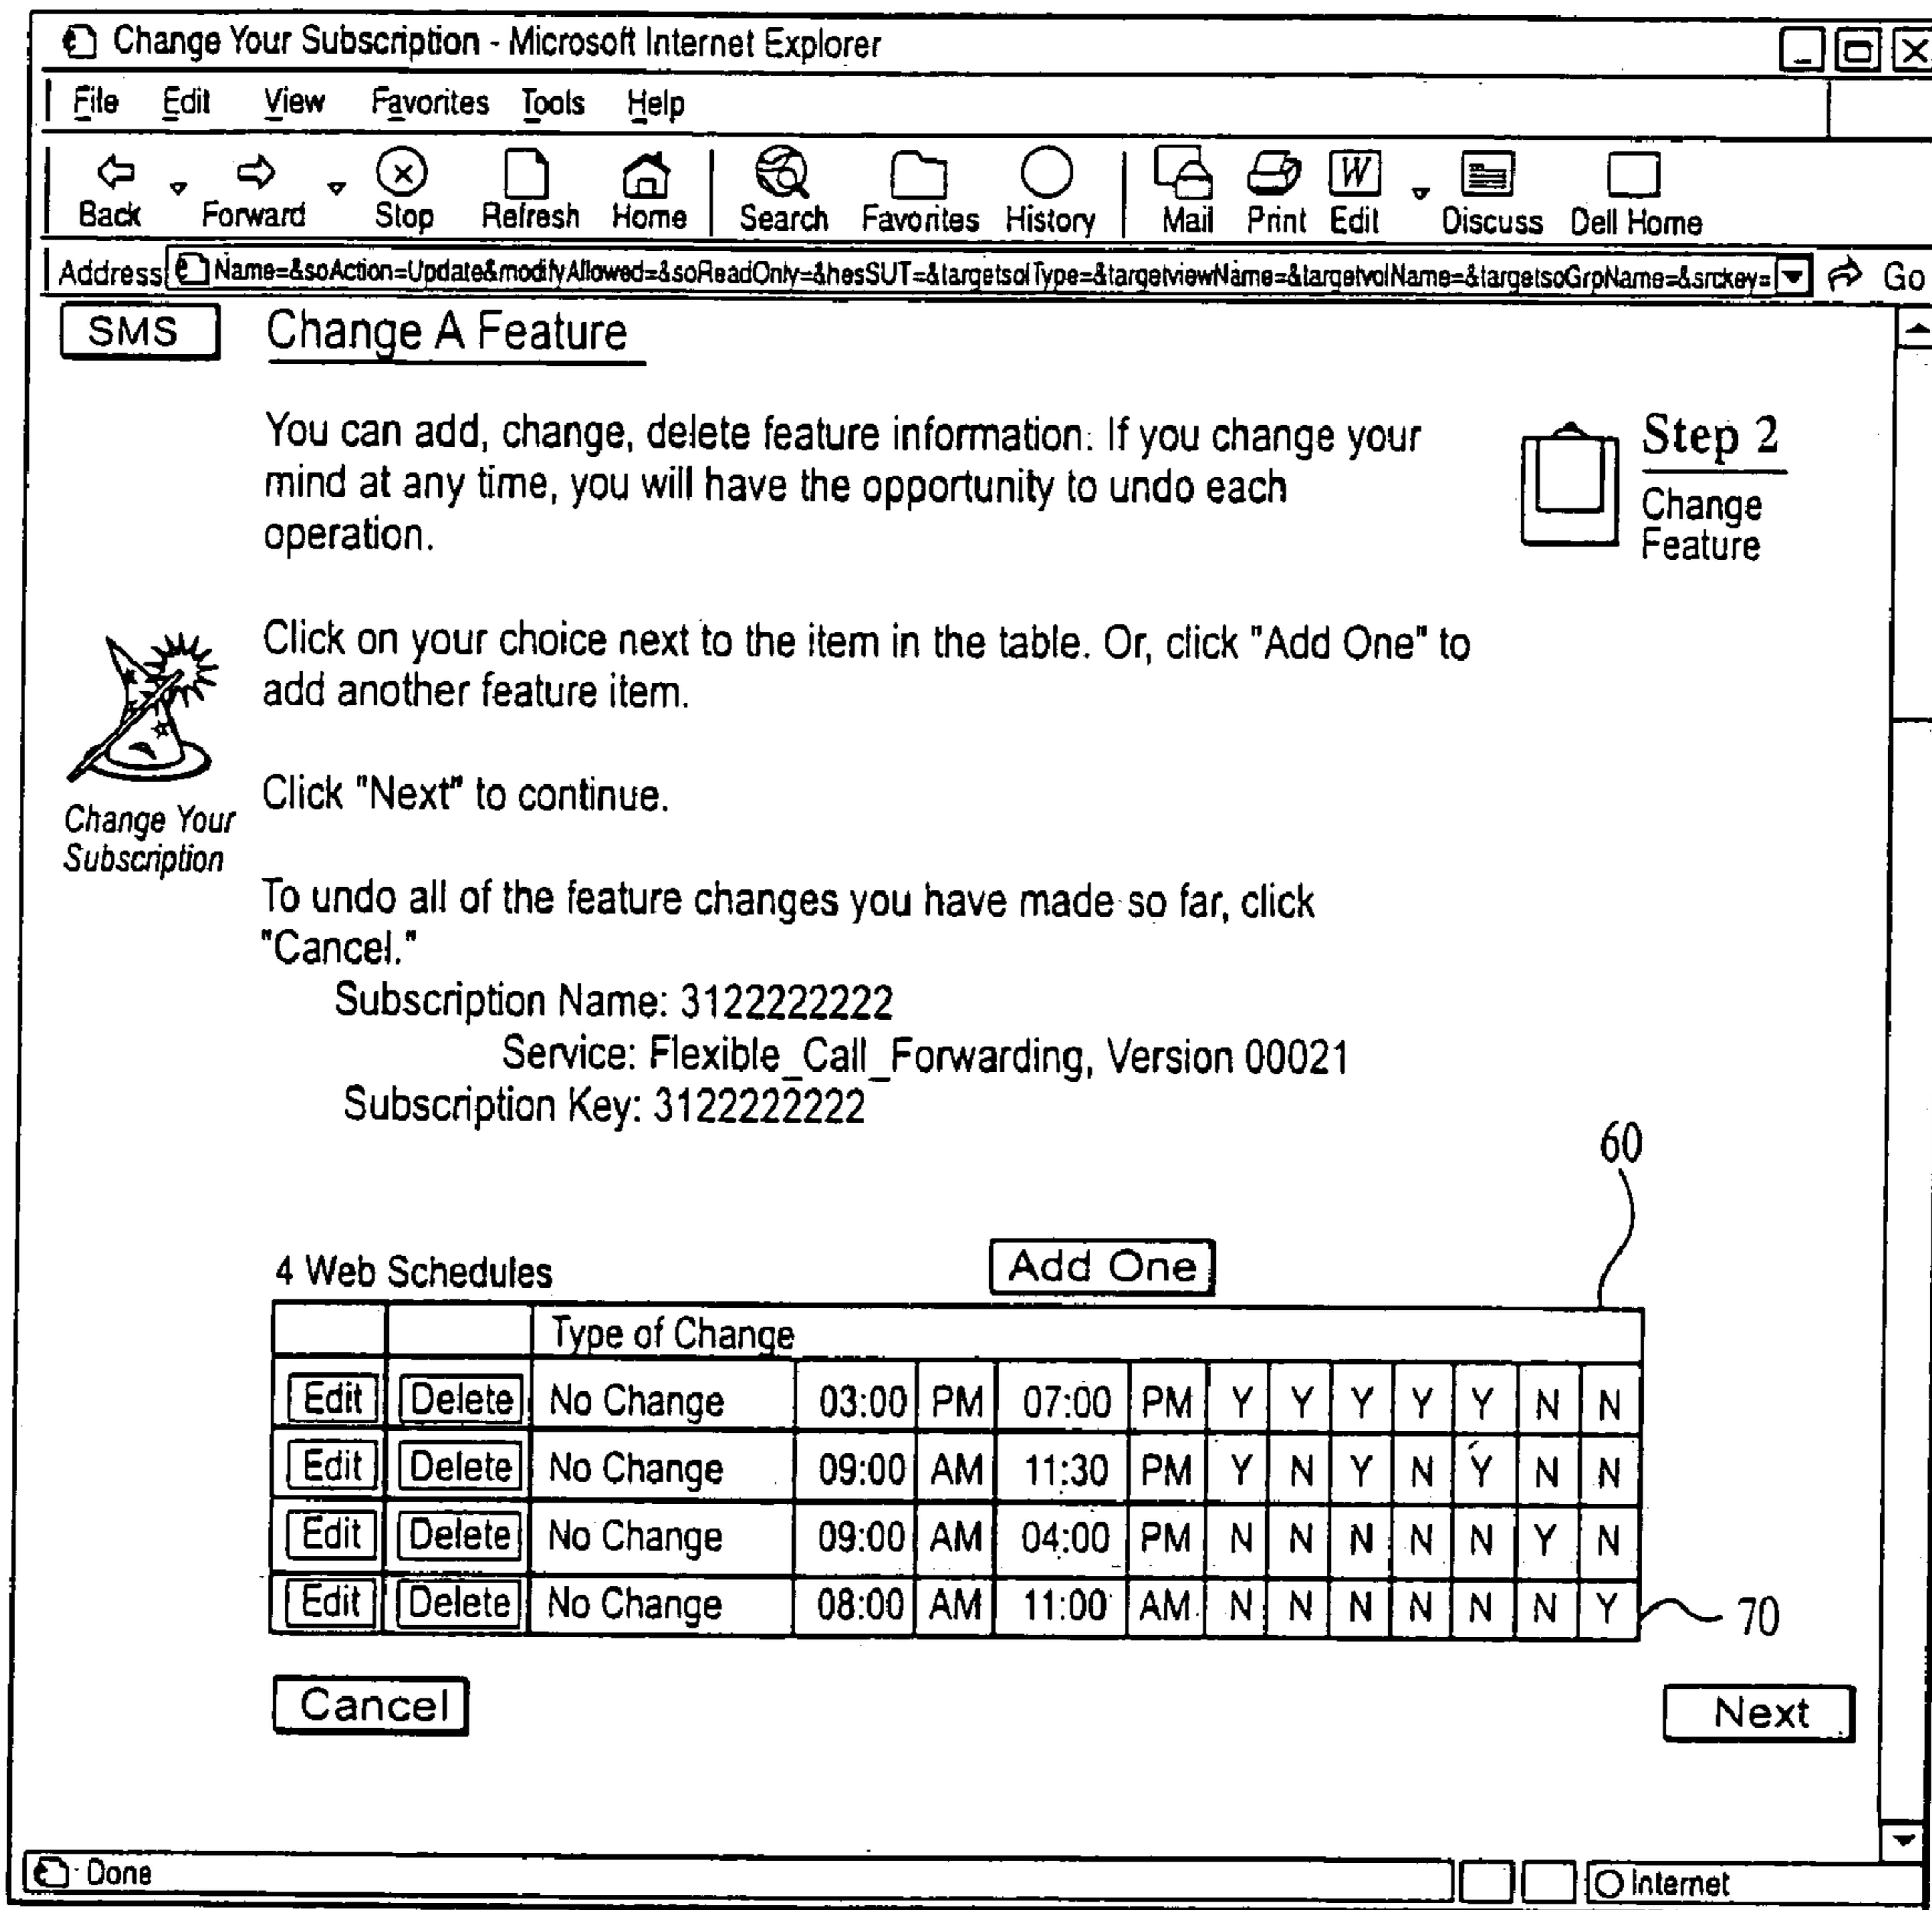 Change Your Subscription - Microsoft Internet Explorer
File Edit View Favorites Tools Help
Back Forward Stop Refresh Home Search Favorites History Mail Print Edit Discuss Dell Home
W
Address Name=&soAction=Update&modifyAllowed=&soReadOnly=&hesSUT=&targetsolType=&targetviewName=&targetvolName=&targetsoGrpName=&srckey= Go
SMS Change A Feature
You can add, change, delete feature information. If you change your
mind at any time, you will have the opportunity to undo each
operation.
Step 2
Change
Feature
Click on your choice next to the item in the table. Or, click "Add One" to
add another feature item.
Click "Next" to continue.
Change Your
Subscription
To undo all of the feature changes you have made so far, click
"Cancel."
Subscription Name: 3122222222
Service: Flexible_Call_Forwarding, Version 00021
Subscription Key: 3122222222
60
4 Web Schedules Add One
Type of Change
Edit Delete No Change 03:00 PM 07:00 PM Y Y Y Y Y N N
Edit Delete No Change 09:00 AM 11:30 PM Y N Y N Y N N
Edit Delete No Change 09:00 AM 04:00 PM N N N N N Y N
Edit Delete No Change 08:00 AM 11:00 AM N N N N N N Y
70
Cancel Next
Done Internet